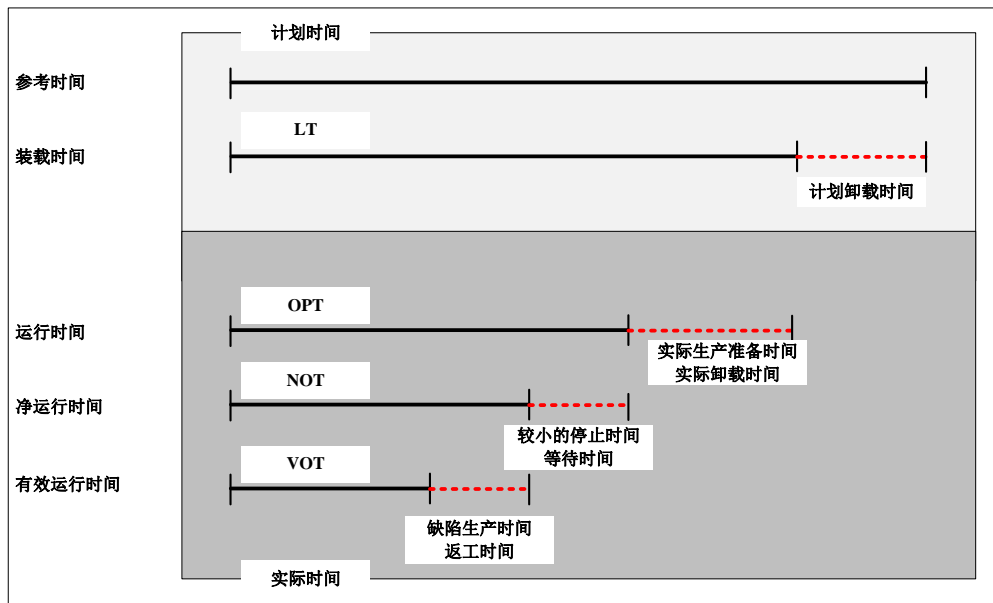 计划时间
参考时间
LT
装载时间
计划卸载时间
OPT
运行时间
实际生产准备时间
实际卸载时间
NOT
净运行时间
较小的停止时间
等待时间
VOT
有效运行时间
缺陷生产时间
返工时间
实际时间